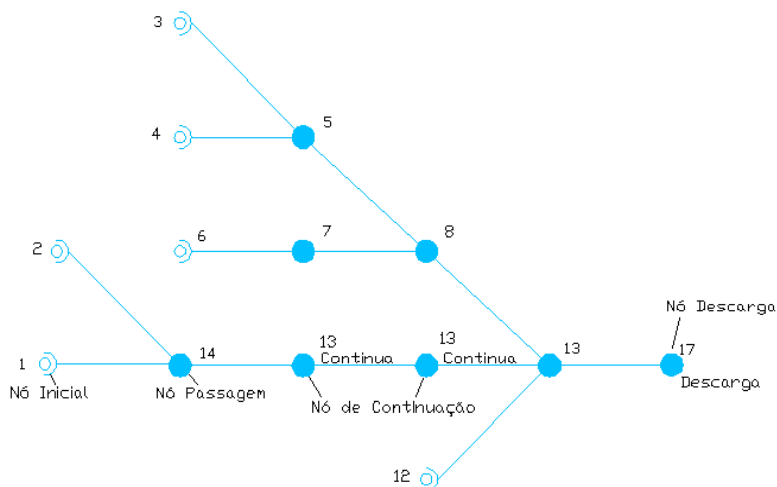 3
4
5
6
7
8
2
Nó Descarga
1
14
13
Continua
13
Continua
13
17
Descarga
Nó Inicial
Nó Passagem
Nó de Continuação
12